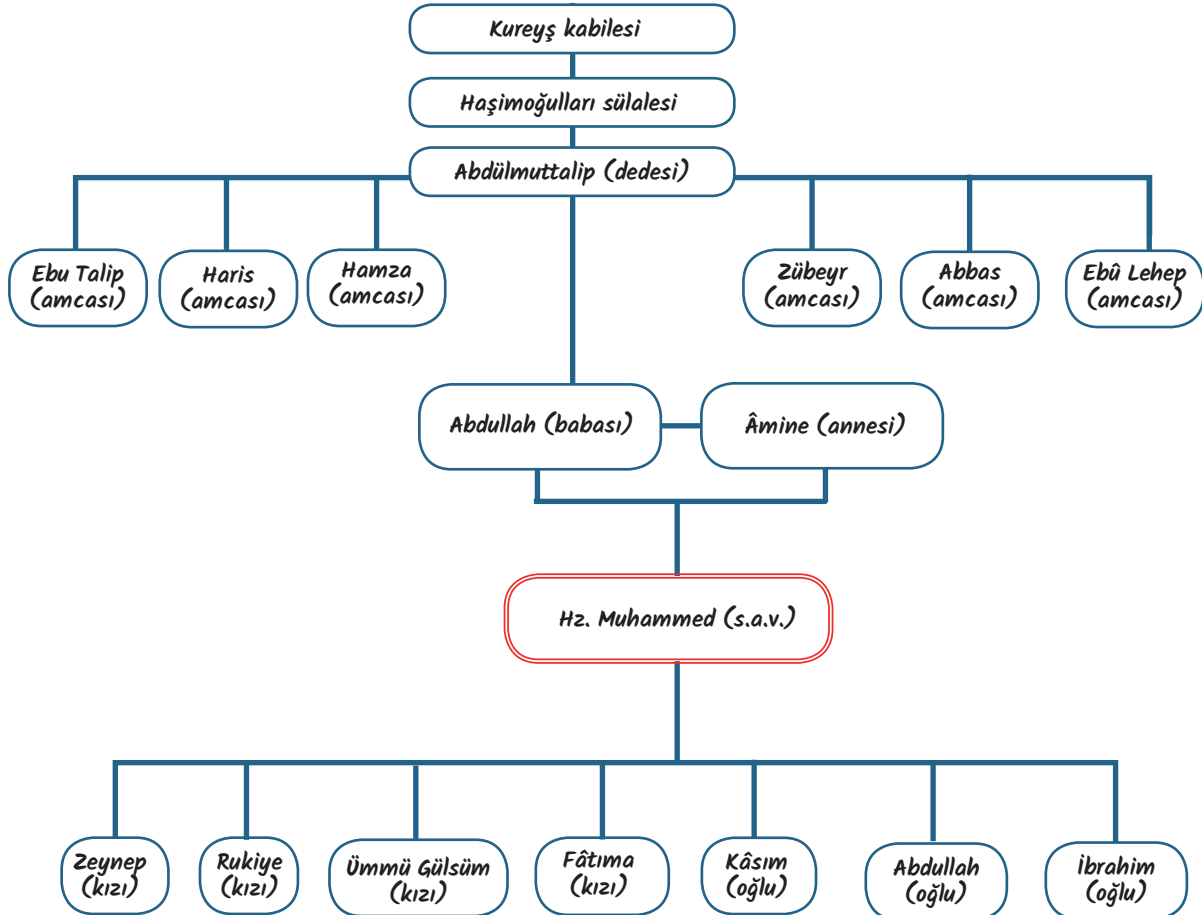 Kureyş kabilesi
Haşimoğulları sülalesi
Abdülmuttalip (dedesi)
Ebu Talip
(amcası)
Haris
(amcası)
Hamza
(amcası)
Zübeyr
(amcası)
Abbas
(amcası)
Ebû Lehep
(amcası)
Abdullah (babası)
Âmine (annesi)
Hz. Muhammed (s.a.v.)
Zeynep
(kızı)
Rukiye
(kızı)
Ümmü Gülsüm
(kızı)
Fâtıma
(kızı)
Kâsım
(oğlu)
Abdullah
(oğlu)
İbrahim
(oğlu)